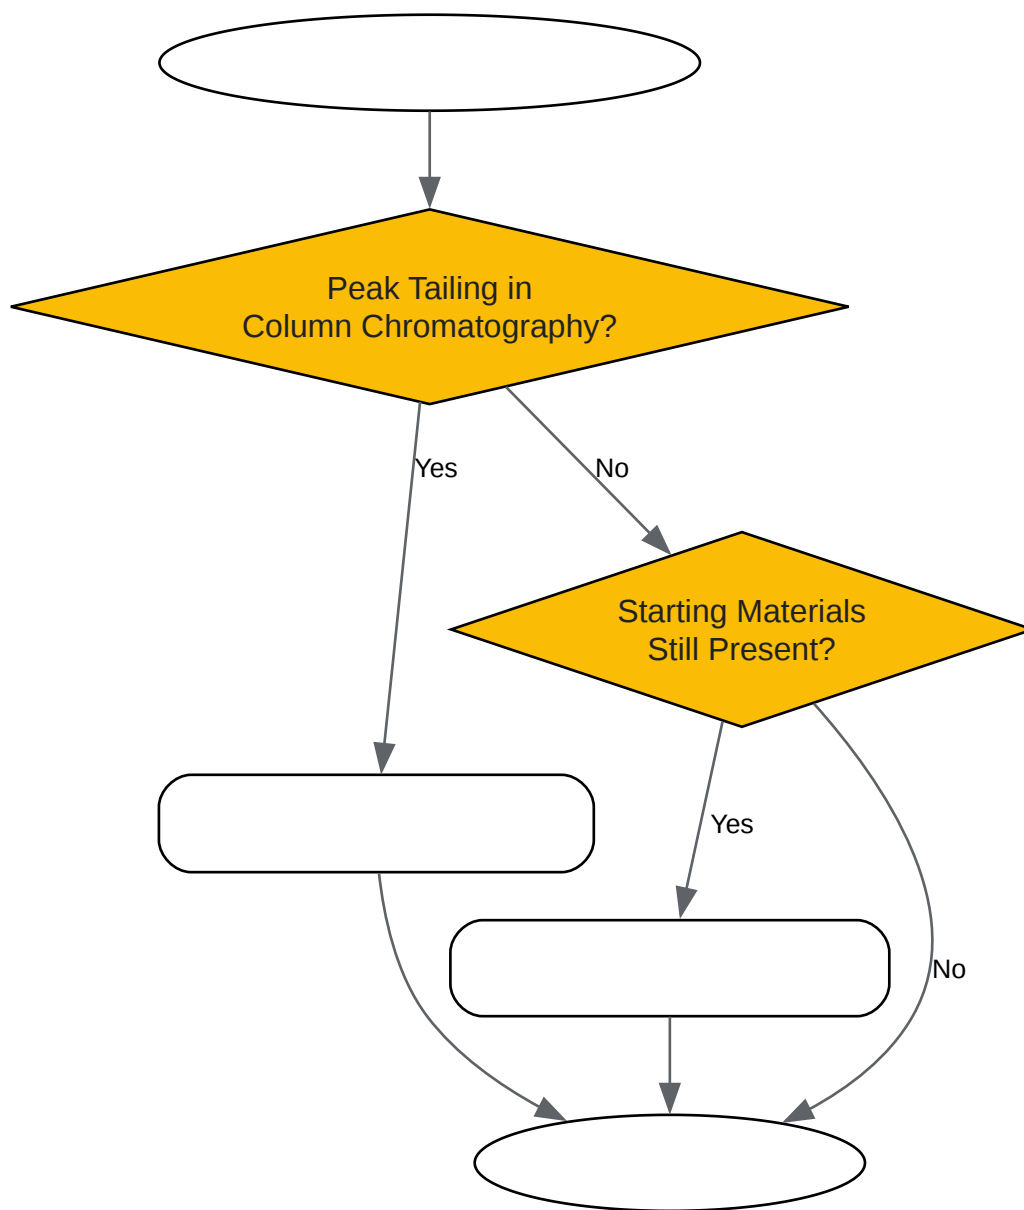 Peak Tailing in
Column Chromatography?
Yes
No
Starting Materials
Still Present?
Yes
No